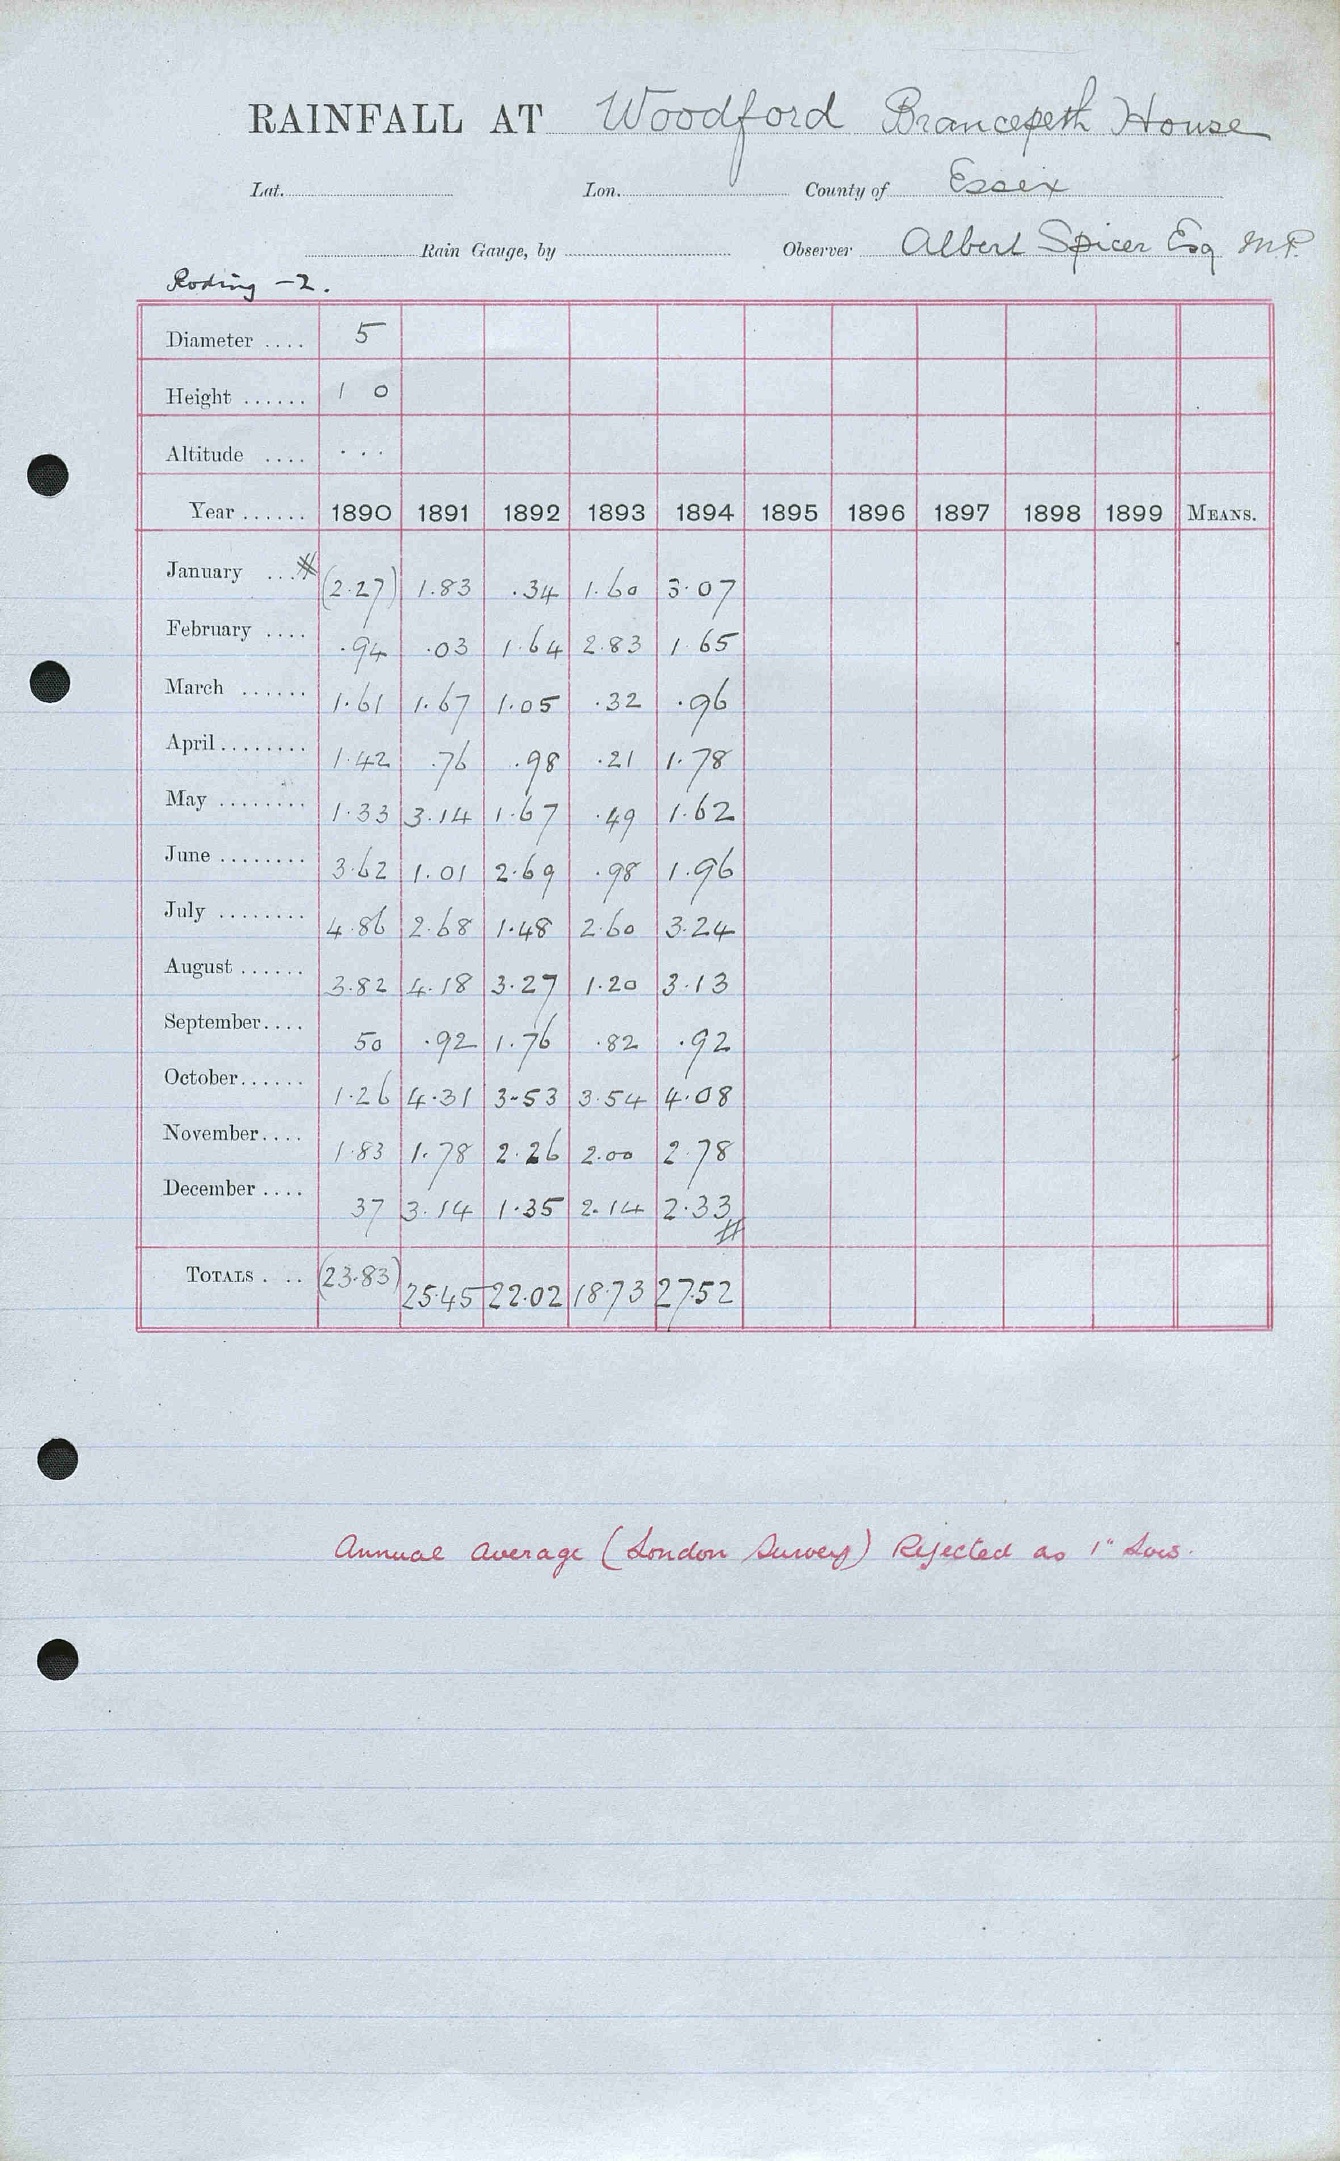 RAINFALL AT Woodford Brancepeth House
Lat. Lon. County of Essex
Rain Gauge, by Observer Albert Spicer Esq M.P.
Roding -2.
Diameter .... 5
Height ...... 1 0
Altitude .... ...
Year ...... 1890 1891 1892 1893 1894 1895 1896 1897 1898 1899 MEANS.
January ...# (2.27) 1.83 .34 1.60 3.07
February .... .94 .03 1.64 2.83 1.65
March ...... 1.61 1.67 1.05 .32 .96
April ........ 1.42 .76 .98 .21 1.78
May ........ 1.33 3.14 1.67 .49 1.62
June ........ 3.62 1.01 2.69 .98 1.96
July ........ 4.86 2.68 1.48 2.60 3.24
August ...... 3.82 4.18 3.27 1.20 3.13
September .... 50 .92 1.76 .82 .92
October ...... 1.26 4.31 3.53 3.54 4.08
November .... 1.83 1.78 2.26 2.00 2.78
December .... 37 3.14 1.35 2.14 2.33 #
TOTALS .... (23.83) 25.45 22.02 18.73 27.52
Annual average (London Survey) Rejected as 1" Low.